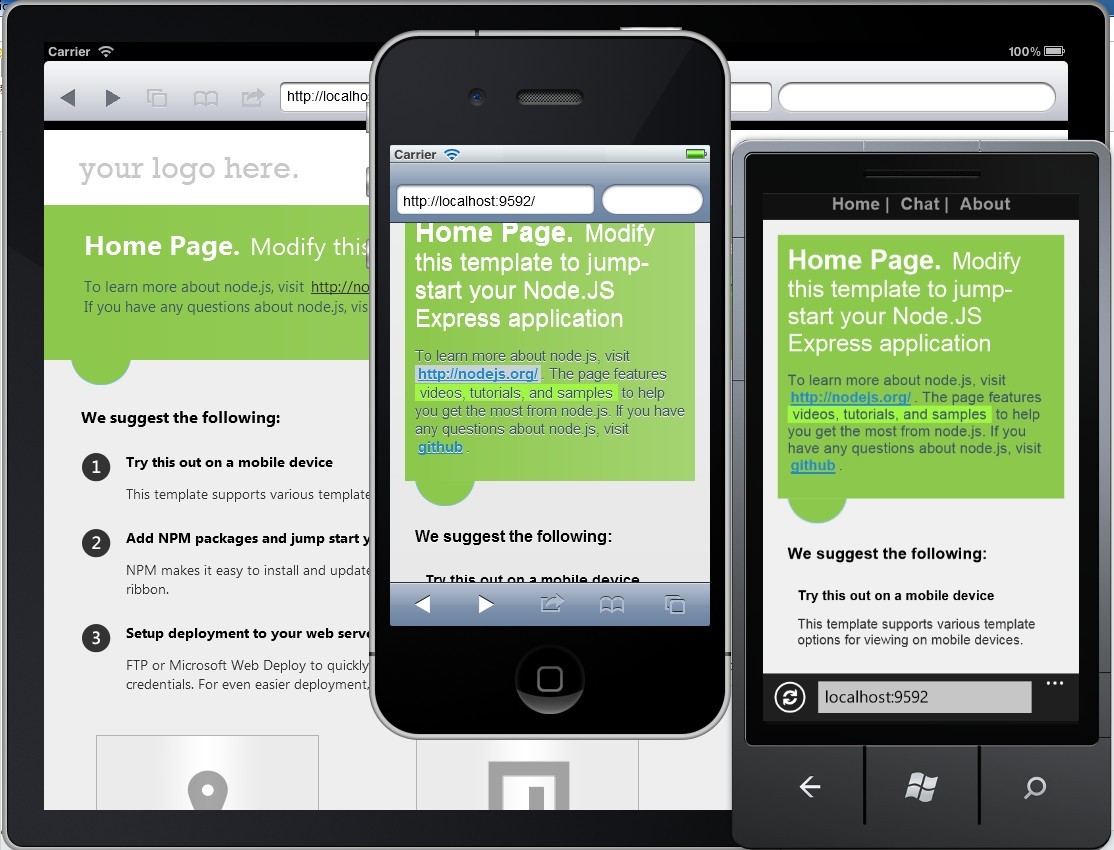 Carrier
100%
http://localho
your logo here.
Home Page. Modify this
To learn more about node.js, visit http://no
If you have any questions about node.js, vis
We suggest the following:
1 Try this out on a mobile device
This template supports various template
2 Add NPM packages and jump start y
NPM makes it easy to install and update
ribbon.
3 Setup deployment to your web serve
FTP or Microsoft Web Deploy to quickly
credentials. For even easier deployment,
Carrier
http://localhost:9592/
Home Page. Modify
this template to jump-
start your Node.JS
Express application
To learn more about node.js, visit
http://nodejs.org/ . The page features
videos, tutorials, and samples to help
you get the most from node.js. If you have
any questions about node.js, visit
github .
We suggest the following:
Try this out on a mobile device
Home | Chat | About
Home Page. Modify
this template to jump-
start your Node.JS
Express application
To learn more about node.js, visit
http://nodejs.org/ . The page features
videos, tutorials, and samples to help
you get the most from node.js. If you
have any questions about node.js, visit
github .
We suggest the following:
Try this out on a mobile device
This template supports various template
options for viewing on mobile devices.
localhost:9592